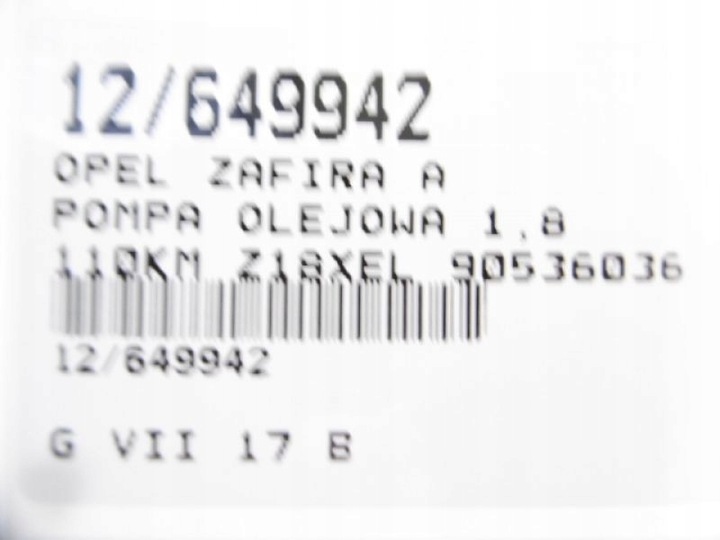 12/649942
OPEL ZAFIRA A
POMPA OLEJOWA 1.8
110KM Z18XEL 90536036
12/649942
G VII 17 B